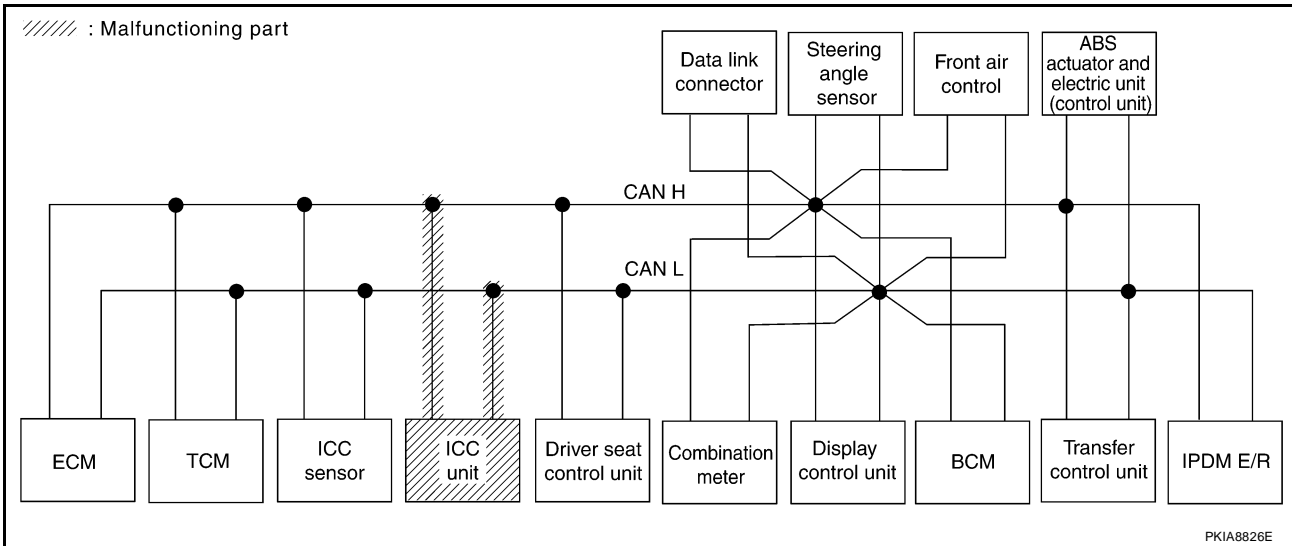 : Malfunctioning part
Data link
connector
Steering
angle
sensor
Front air
control
ABS
actuator and
electric unit
(control unit)
CAN H
CAN L
ECM
TCM
ICC
sensor
ICC
unit
Driver seat
control unit
Combination
meter
Display
control unit
BCM
Transfer
control unit
IPDM E/R
PKIA8826E